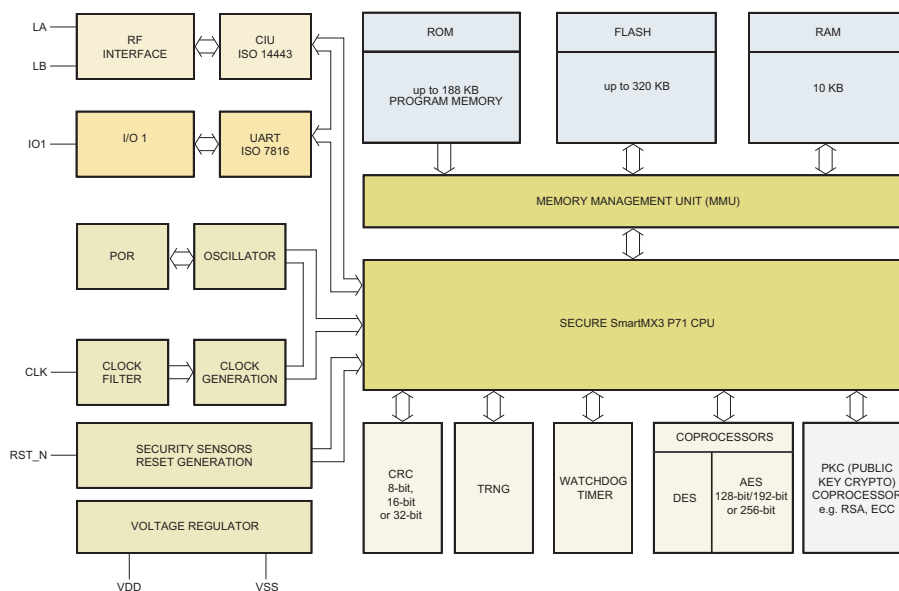 LA
LB
RF
INTERFACE
CIU
ISO 14443
IO1
I/O 1
UART
ISO 7816
POR
OSCILLATOR
CLK
CLOCK
FILTER
CLOCK
GENERATION
RST_N
SECURITY SENSORS
RESET GENERATION
VOLTAGE REGULATOR
VDD
VSS
ROM
up to 188 KB
PROGRAM MEMORY
FLASH
up to 320 KB
RAM
10 KB
MEMORY MANAGEMENT UNIT (MMU)
SECURE SmartMX3 P71 CPU
CRC
8-bit,
16-bit
or 32-bit
TRNG
WATCHDOG
TIMER
COPROCESSORS
DES
AES
128-bit/192-bit
or 256-bit
PKC (PUBLIC
KEY CRYPTO)
COPROCESSOR
e.g. RSA, ECC